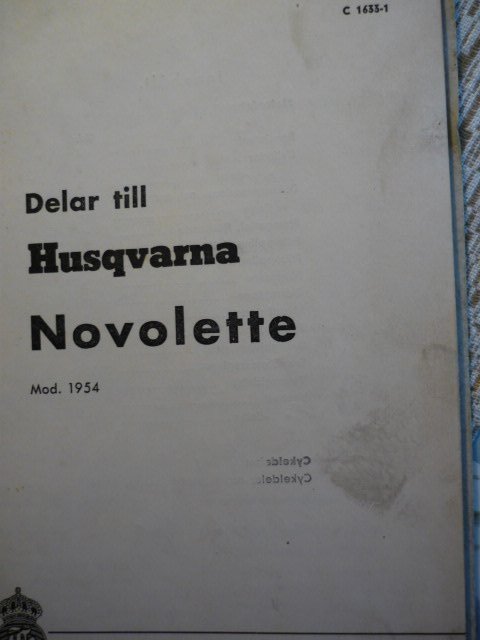 C 1633-1
Delar till
Husqvarna
Novolette
Mod. 1954